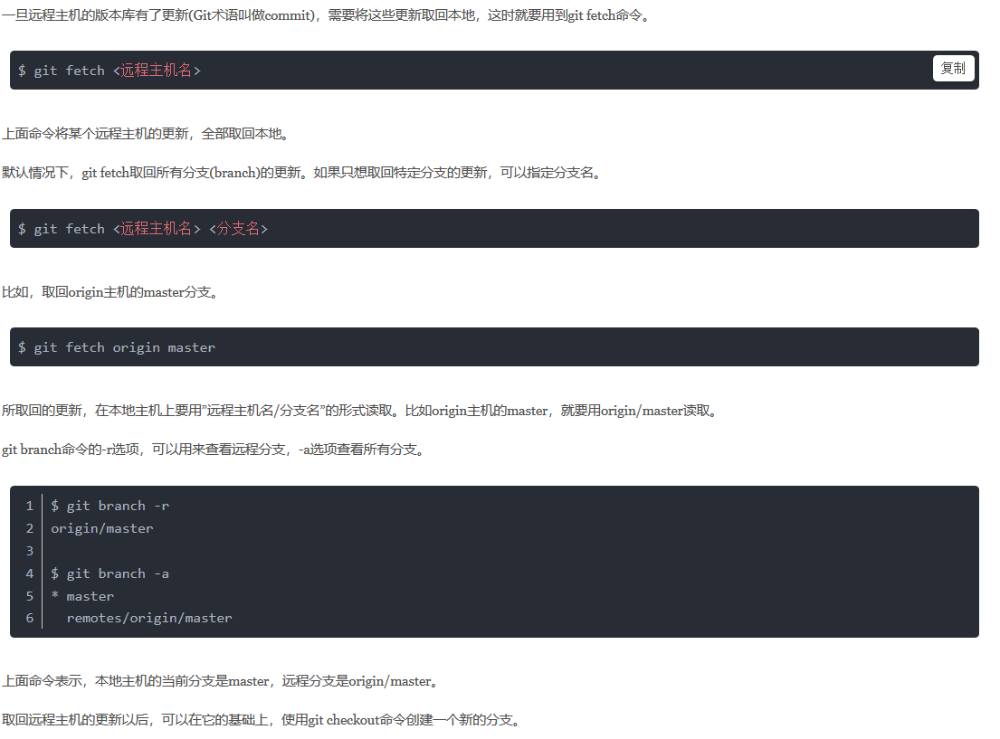 一旦远程主机的版本库有了更新(Git术语叫做commit)，需要将这些更新取回本地，这时就要用到git fetch命令。
$ git fetch <远程主机名>
复制
上面命令将某个远程主机的更新，全部取回本地。
默认情况下，git fetch取回所有分支(branch)的更新。如果只想取回特定分支的更新，可以指定分支名。
$ git fetch <远程主机名> <分支名>
比如，取回origin主机的master分支。
$ git fetch origin master
所取回的更新，在本地主机上要用”远程主机名/分支名”的形式读取。比如origin主机的master，就要用origin/master读取。
git branch命令的-r选项，可以用来查看远程分支，-a选项查看所有分支。
1 $ git branch -r
2 origin/master
3
4 $ git branch -a
5 * master
6   remotes/origin/master
上面命令表示，本地主机的当前分支是master，远程分支是origin/master。
取回远程主机的更新以后，可以在它的基础上，使用git checkout命令创建一个新的分支。